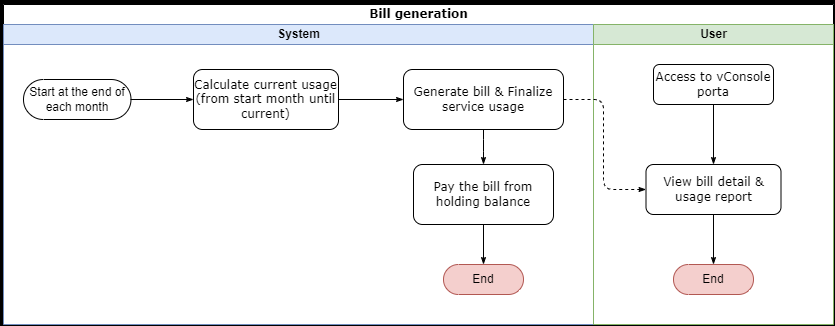 Bill generation
System
User
Start at the end of
each month
Calculate current usage
(from start month until
current)
Generate bill & Finalize
service usage
Access to vConsole
porta
Pay the bill from
holding balance
View bill detail &
usage report
End
End